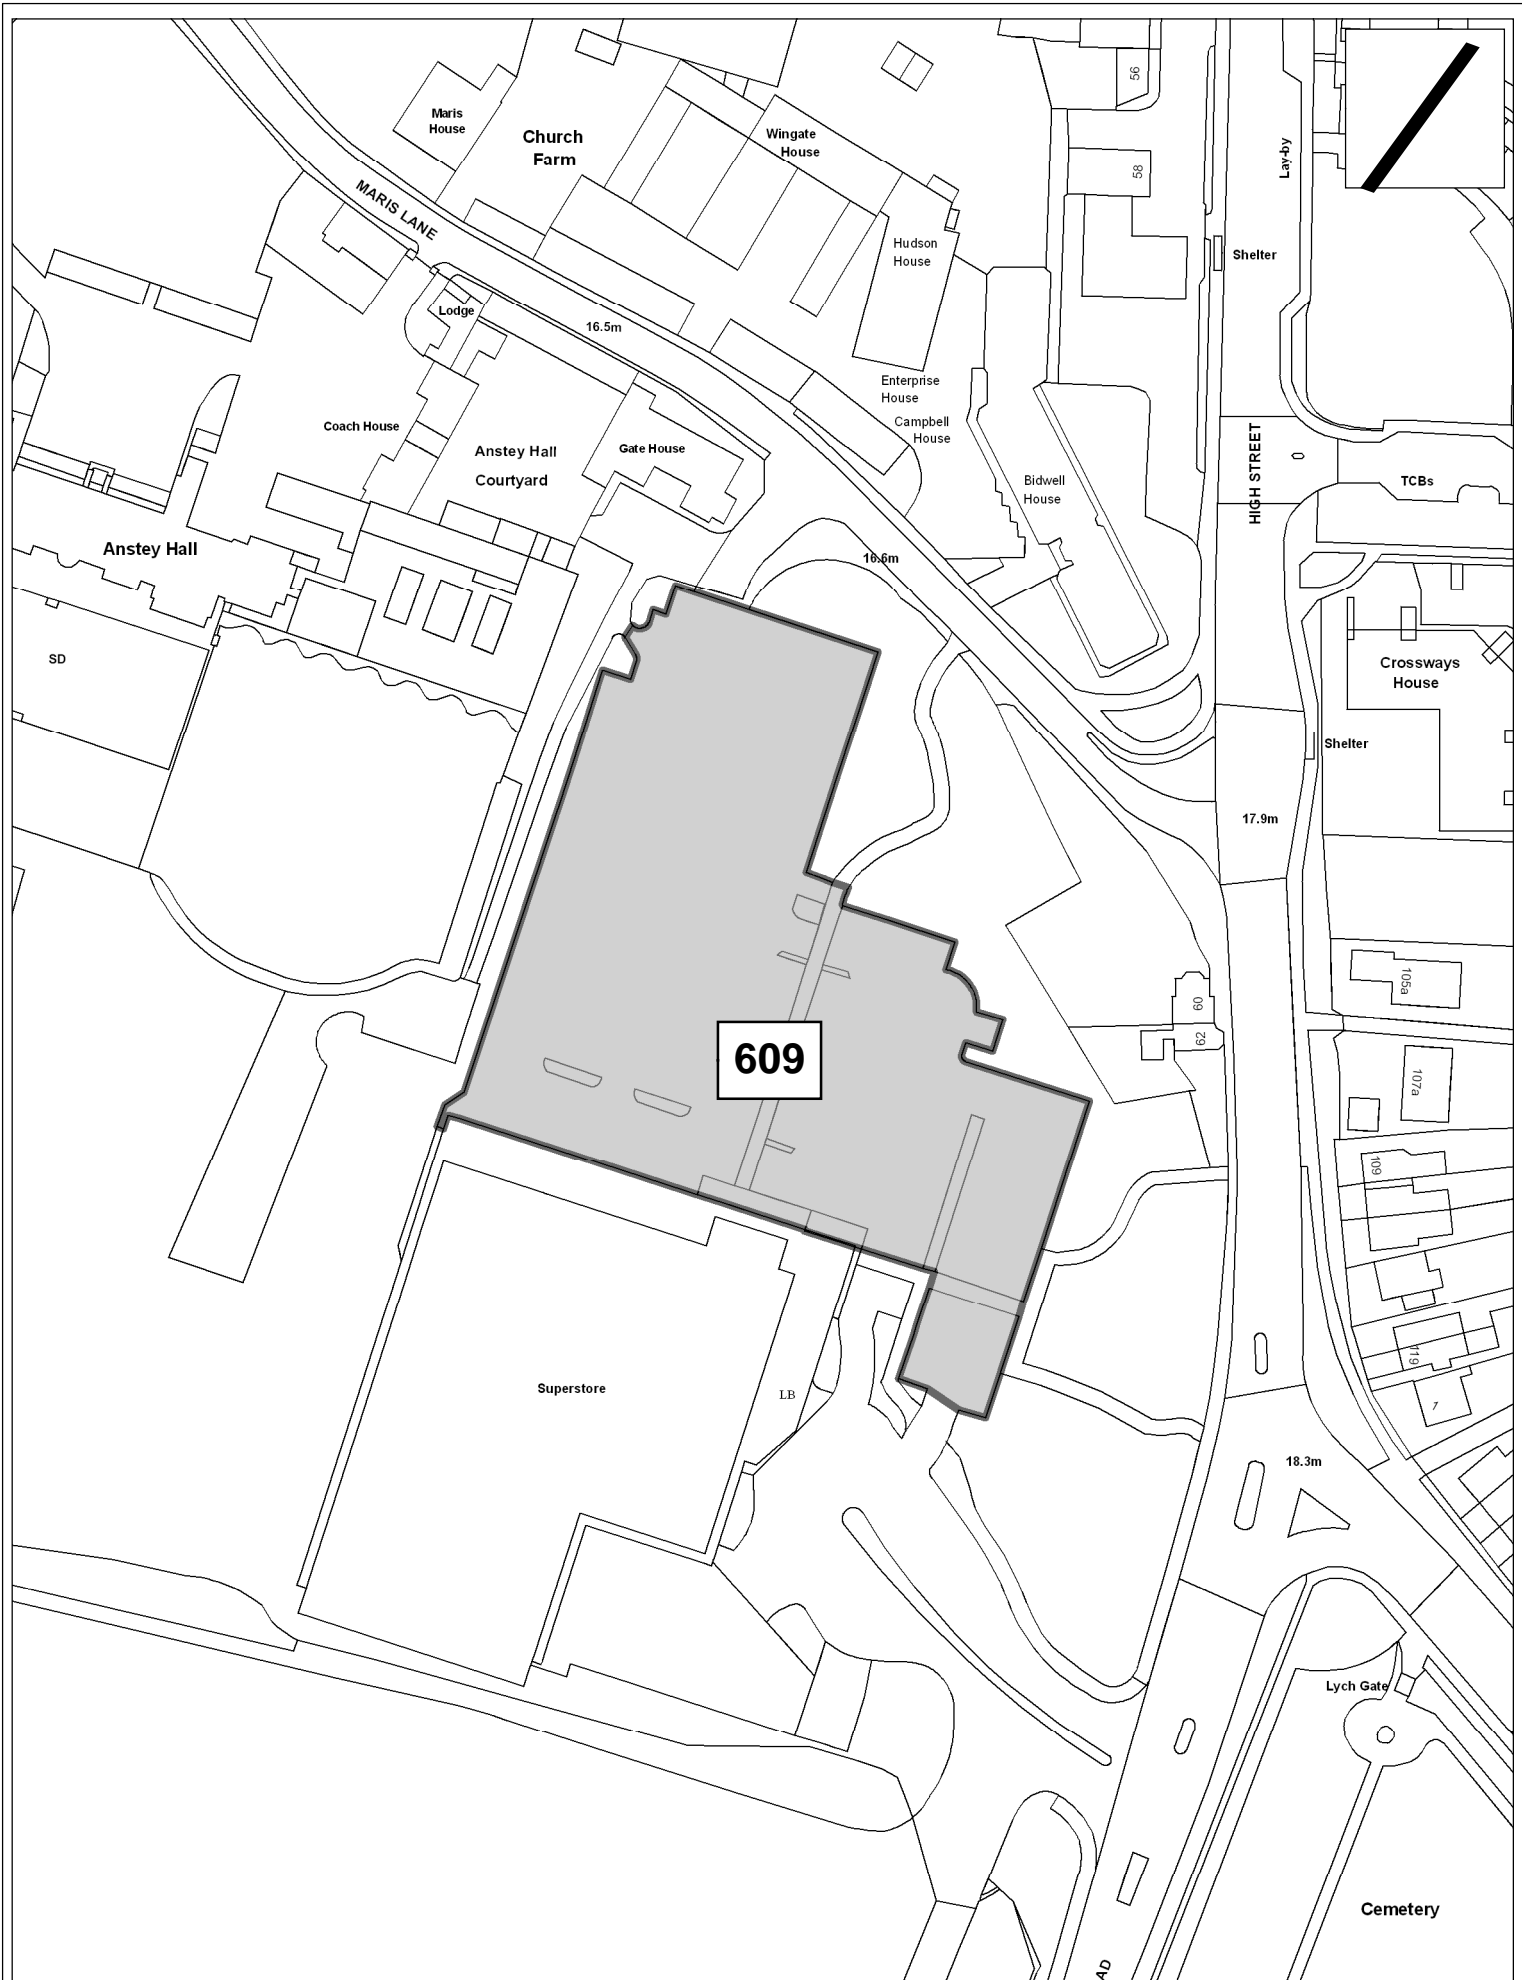 56
Maris
House
Church
Farm
Wingate
House
Lay-by
58
MARIS LANE
Hudson
House
Shelter
Lodge
16.5m
Enterprise
House
Campbell
House
Coach House
Anstey Hall
Courtyard
Gate House
HIGH STREET
Bidwell
House
TCBs
Anstey Hall
16.6m
SD
Crossways
House
Shelter
17.9m
105a
60
62
609
107a
109
119
7
Superstore
LB
18.3m
Lych Gate
Cemetery
AD